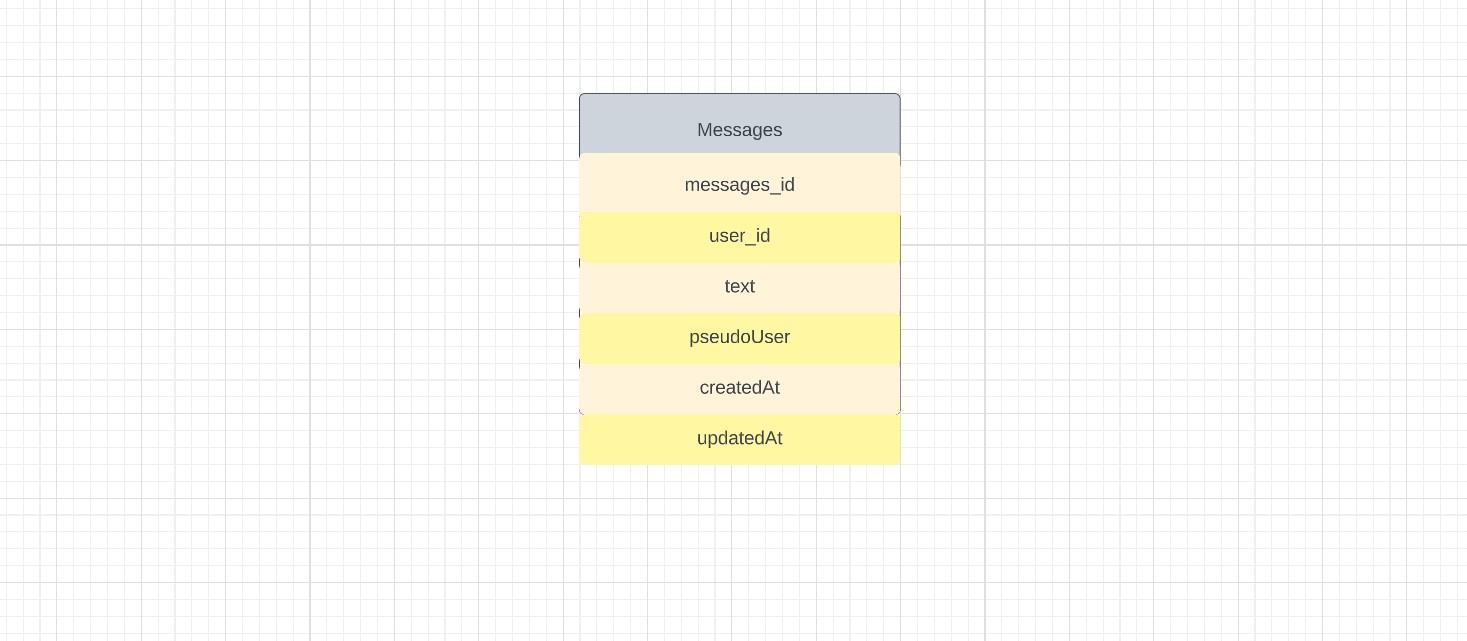 Messages
messages_id
user_id
text
pseudoUser
createdAt
updatedAt